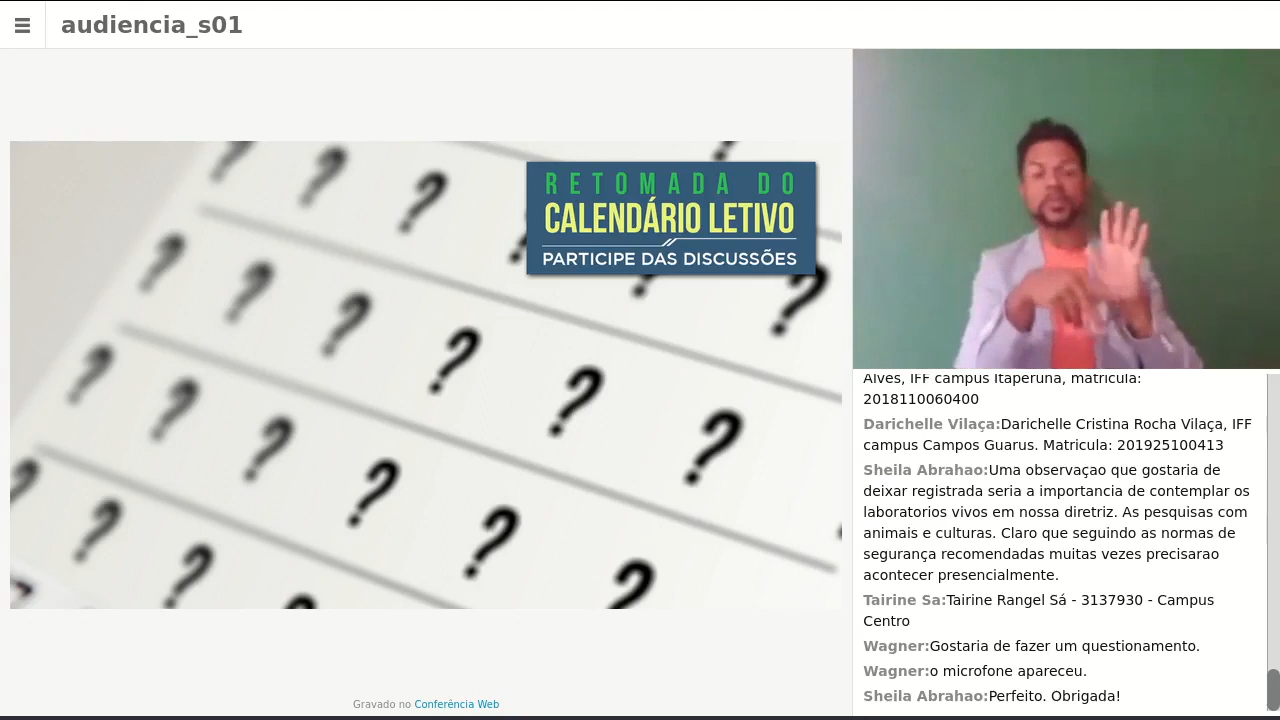 audiencia_s01
RETOMADA DO
CALENDÁRIO LETIVO
PARTICIPE DAS DISCUSSÕES
? ? ? ? ? ?
? ? ? ? ? ?
? ? ? ? ? ?
? ? ? ?
Gravado no Conferência Web
Alves, IFF campus Itaperuna, matricula:
2018110060400
Darichelle Vilaça:Darichelle Cristina Rocha Vilaça, IFF
campus Campos Guarus. Matricula: 201925100413
Sheila Abrahao:Uma observaçao que gostaria de
deixar registrada seria a importancia de contemplar os
laboratorios vivos em nossa diretriz. As pesquisas com
animais e culturas. Claro que seguindo as normas de
segurança recomendadas muitas vezes precisarao
acontecer presencialmente.
Tairine Sa:Tairine Rangel Sá - 3137930 - Campus
Centro
Wagner:Gostaria de fazer um questionamento.
Wagner:o microfone apareceu.
Sheila Abrahao:Perfeito. Obrigada!